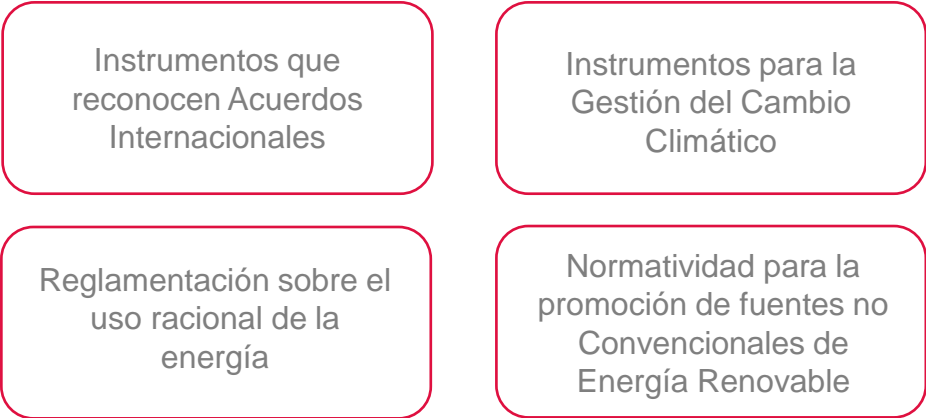 Instrumentos que
reconocen Acuerdos
Internacionales
Instrumentos para la
Gestión del Cambio
Climático
Reglamentación sobre el
uso racional de la
energía
Normatividad para la
promoción de fuentes no
Convencionales de
Energía Renovable